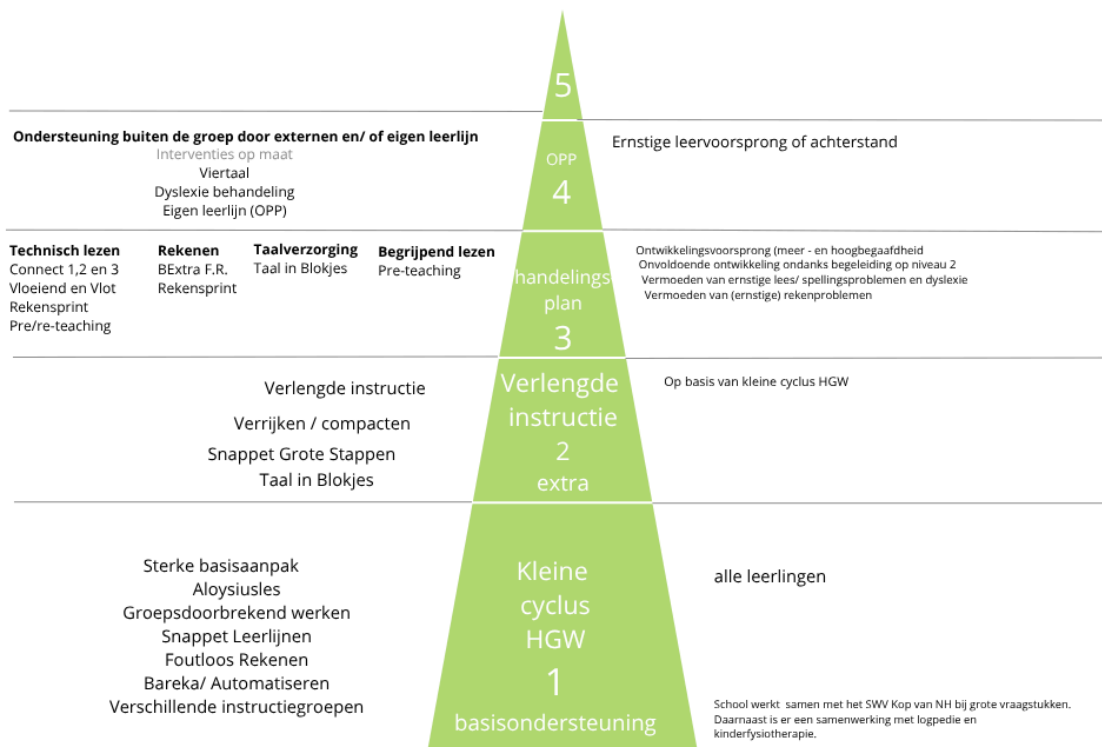 5
Ondersteuning buiten de groep door externen en/ of eigen leerlijn
Interventies op maat
Viertaal
Dyslexie behandeling
Eigen leerlijn (OPP)
OPP
4
Ernstige leervoorsprong of achterstand
Technisch lezen
Connect 1,2 en 3
Vloeiend en Vlot
Rekensprint
Pre/re-teaching
Rekenen
BExtra F.R.
Rekensprint
Taalverzorging
Taal in Blokjes
Begrijpend lezen
Pre-teaching
handelings
plan
3
Ontwikkelingsvoorsprong (meer - en hoogbegaafdheid
Onvoldoende ontwikkeling ondanks begeleiding op niveau 2
Vermoeden van ernstige lees/ spellingsproblemen en dyslexie
Vermoeden van (ernstige) rekenproblemen
Verlengde instructie
Verrijken / compacten
Snappet Grote Stappen
Taal in Blokjes
Verlengde
instructie
2
extra
Op basis van kleine cyclus HGW
Sterke basisaanpak
Aloysiusles
Groepsdoorbrekend werken
Snappet Leerlijnen
Foutloos Rekenen
Bareka/ Automatiseren
Verschillende instructiegroepen
Kleine
cyclus
HGW
1
basisondersteuning
alle leerlingen
School werkt samen met het SWV Kop van NH bij grote vraagstukken.
Daarnaast is er een samenwerking met logpedie en
kinderfysiotherapie.